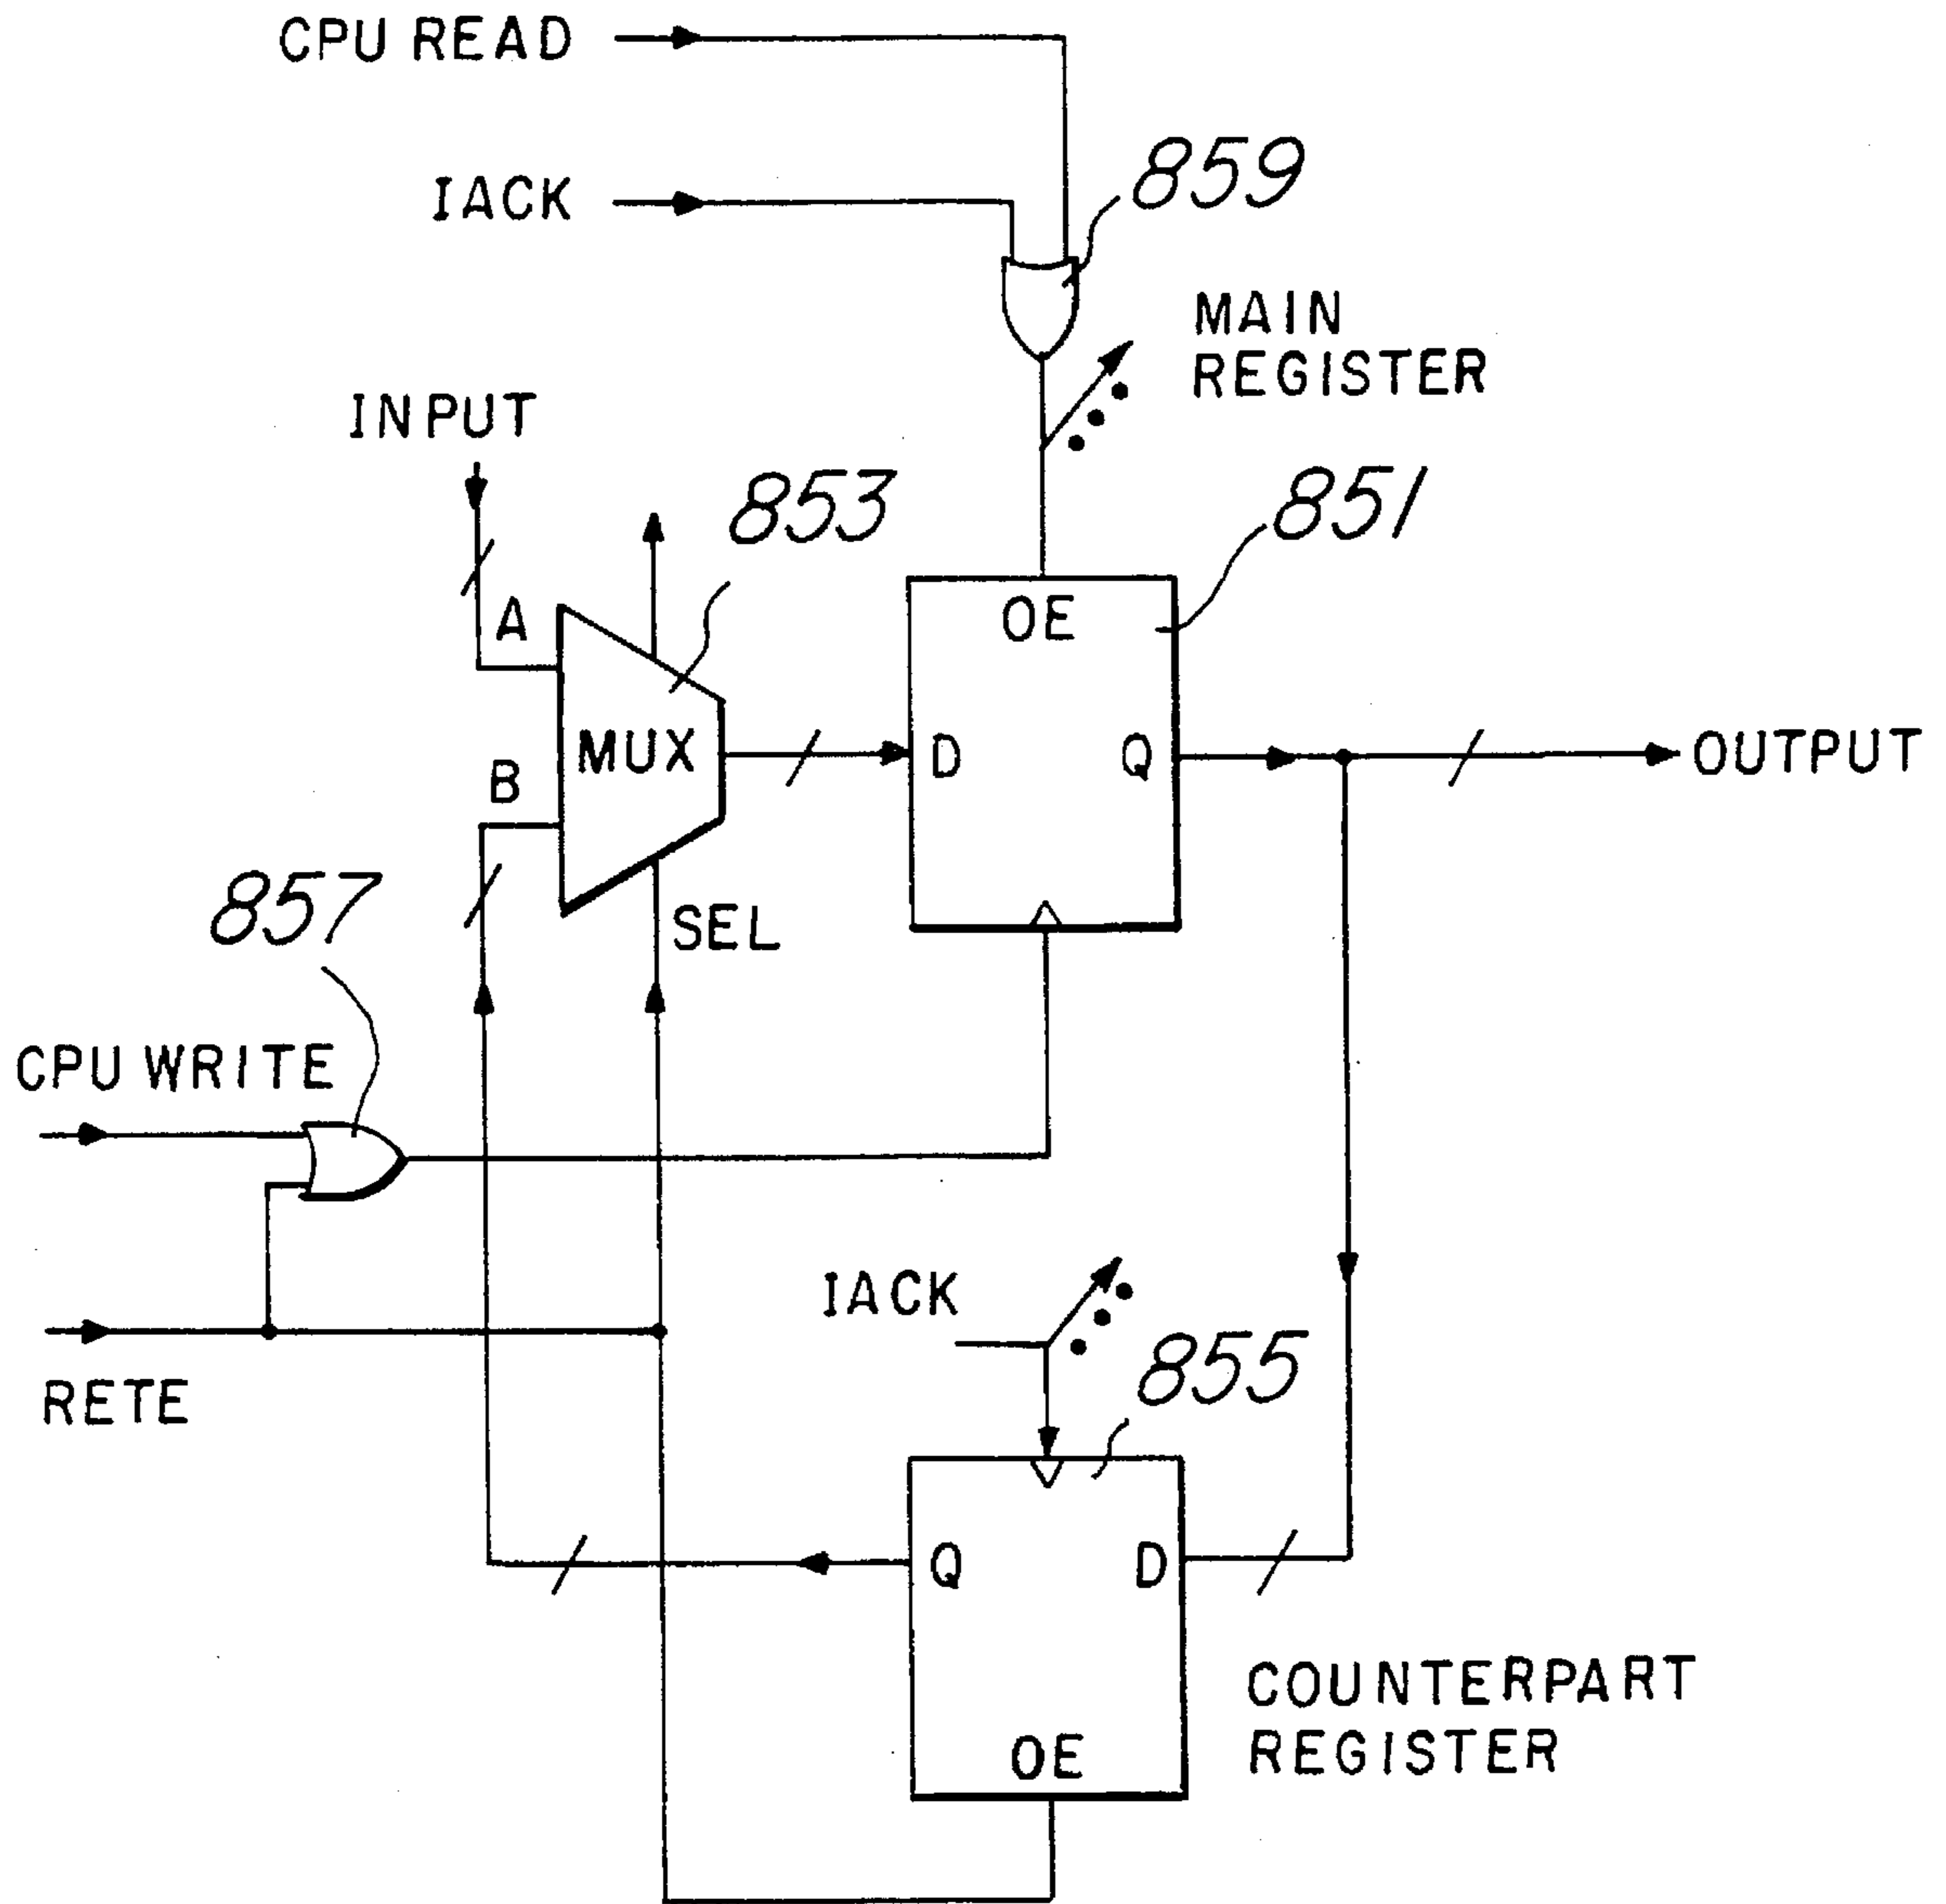 CPU READ
IACK
859
MAIN
REGISTER
INPUT
853
851
A
OE
MUX
D
Q
OUTPUT
B
857
SEL
CPU WRITE
IACK
855
RETE
Q
D
COUNTERPART
REGISTER
OE